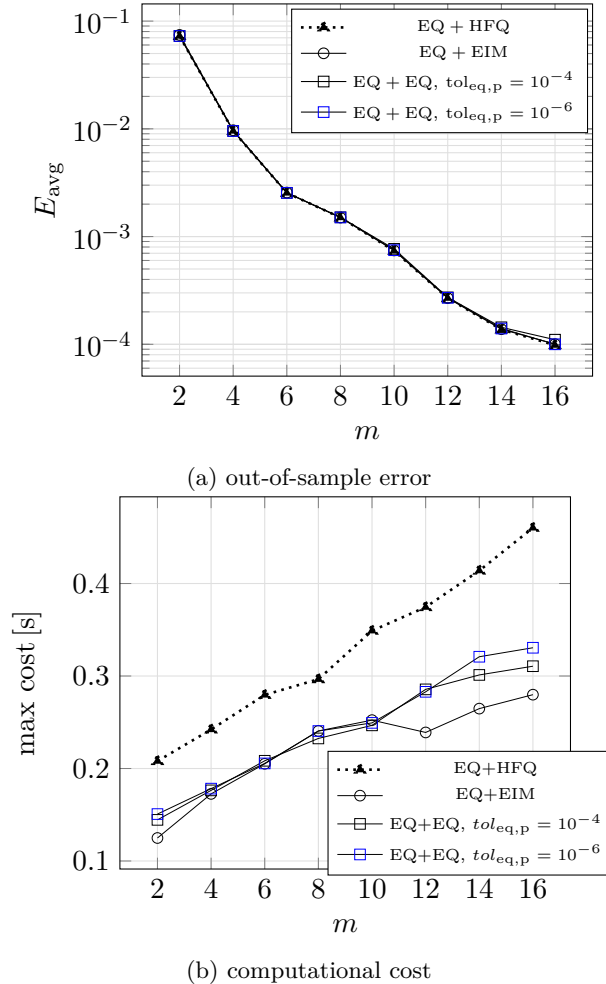 10⁻¹
10⁻²
10⁻³
10⁻⁴
E_avg
EQ + HFQ
EQ + EIM
EQ + EQ, tol_eq,p = 10⁻⁴
EQ + EQ, tol_eq,p = 10⁻⁶
2 4 6 8 10 12 14 16
m
(a) out-of-sample error
0.4
0.3
0.2
0.1
max cost [s]
EQ+HFQ
EQ+EIM
EQ+EQ, tol_eq,p = 10⁻⁴
EQ+EQ, tol_eq,p = 10⁻⁶
2 4 6 8 10 12 14 16
m
(b) computational cost